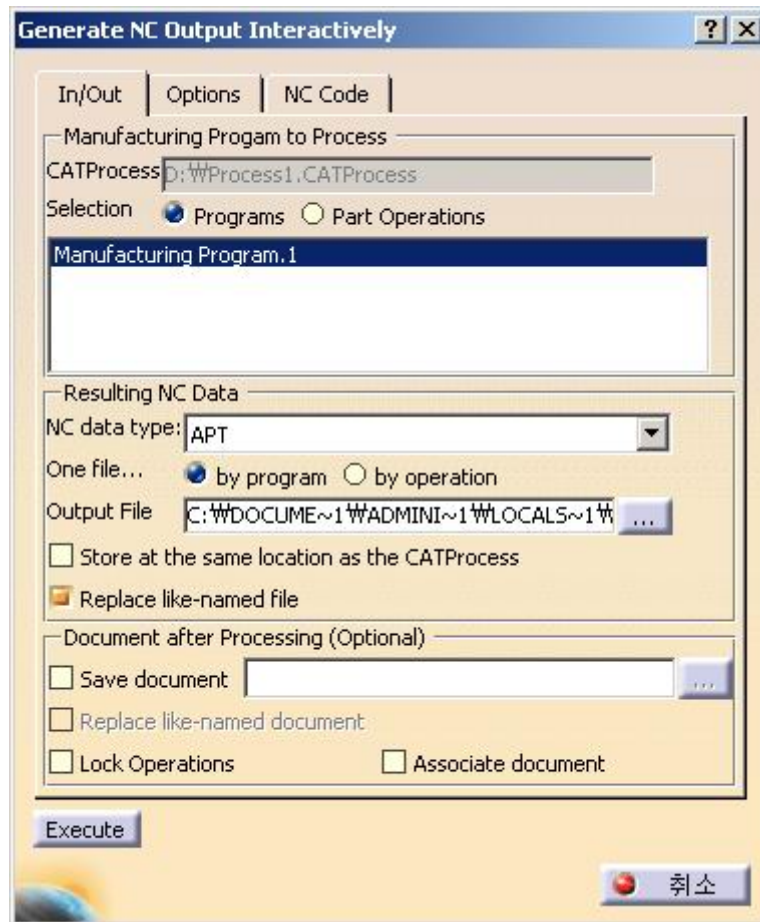 Generate NC Output Interactively
In/Out Options NC Code
Manufacturing Progam to Process
CATProcess D:₩Process1.CATProcess
Selection Programs Part Operations
Manufacturing Program.1
Resulting NC Data
NC data type: APT
One file... by program by operation
Output File C:₩DOCUME~1₩ADMINI~1₩LOCALS~1₩ ...
Store at the same location as the CATProcess
Replace like-named file
Document after Processing (Optional)
Save document ...
Replace like-named document
Lock Operations Associate document
Execute
취소